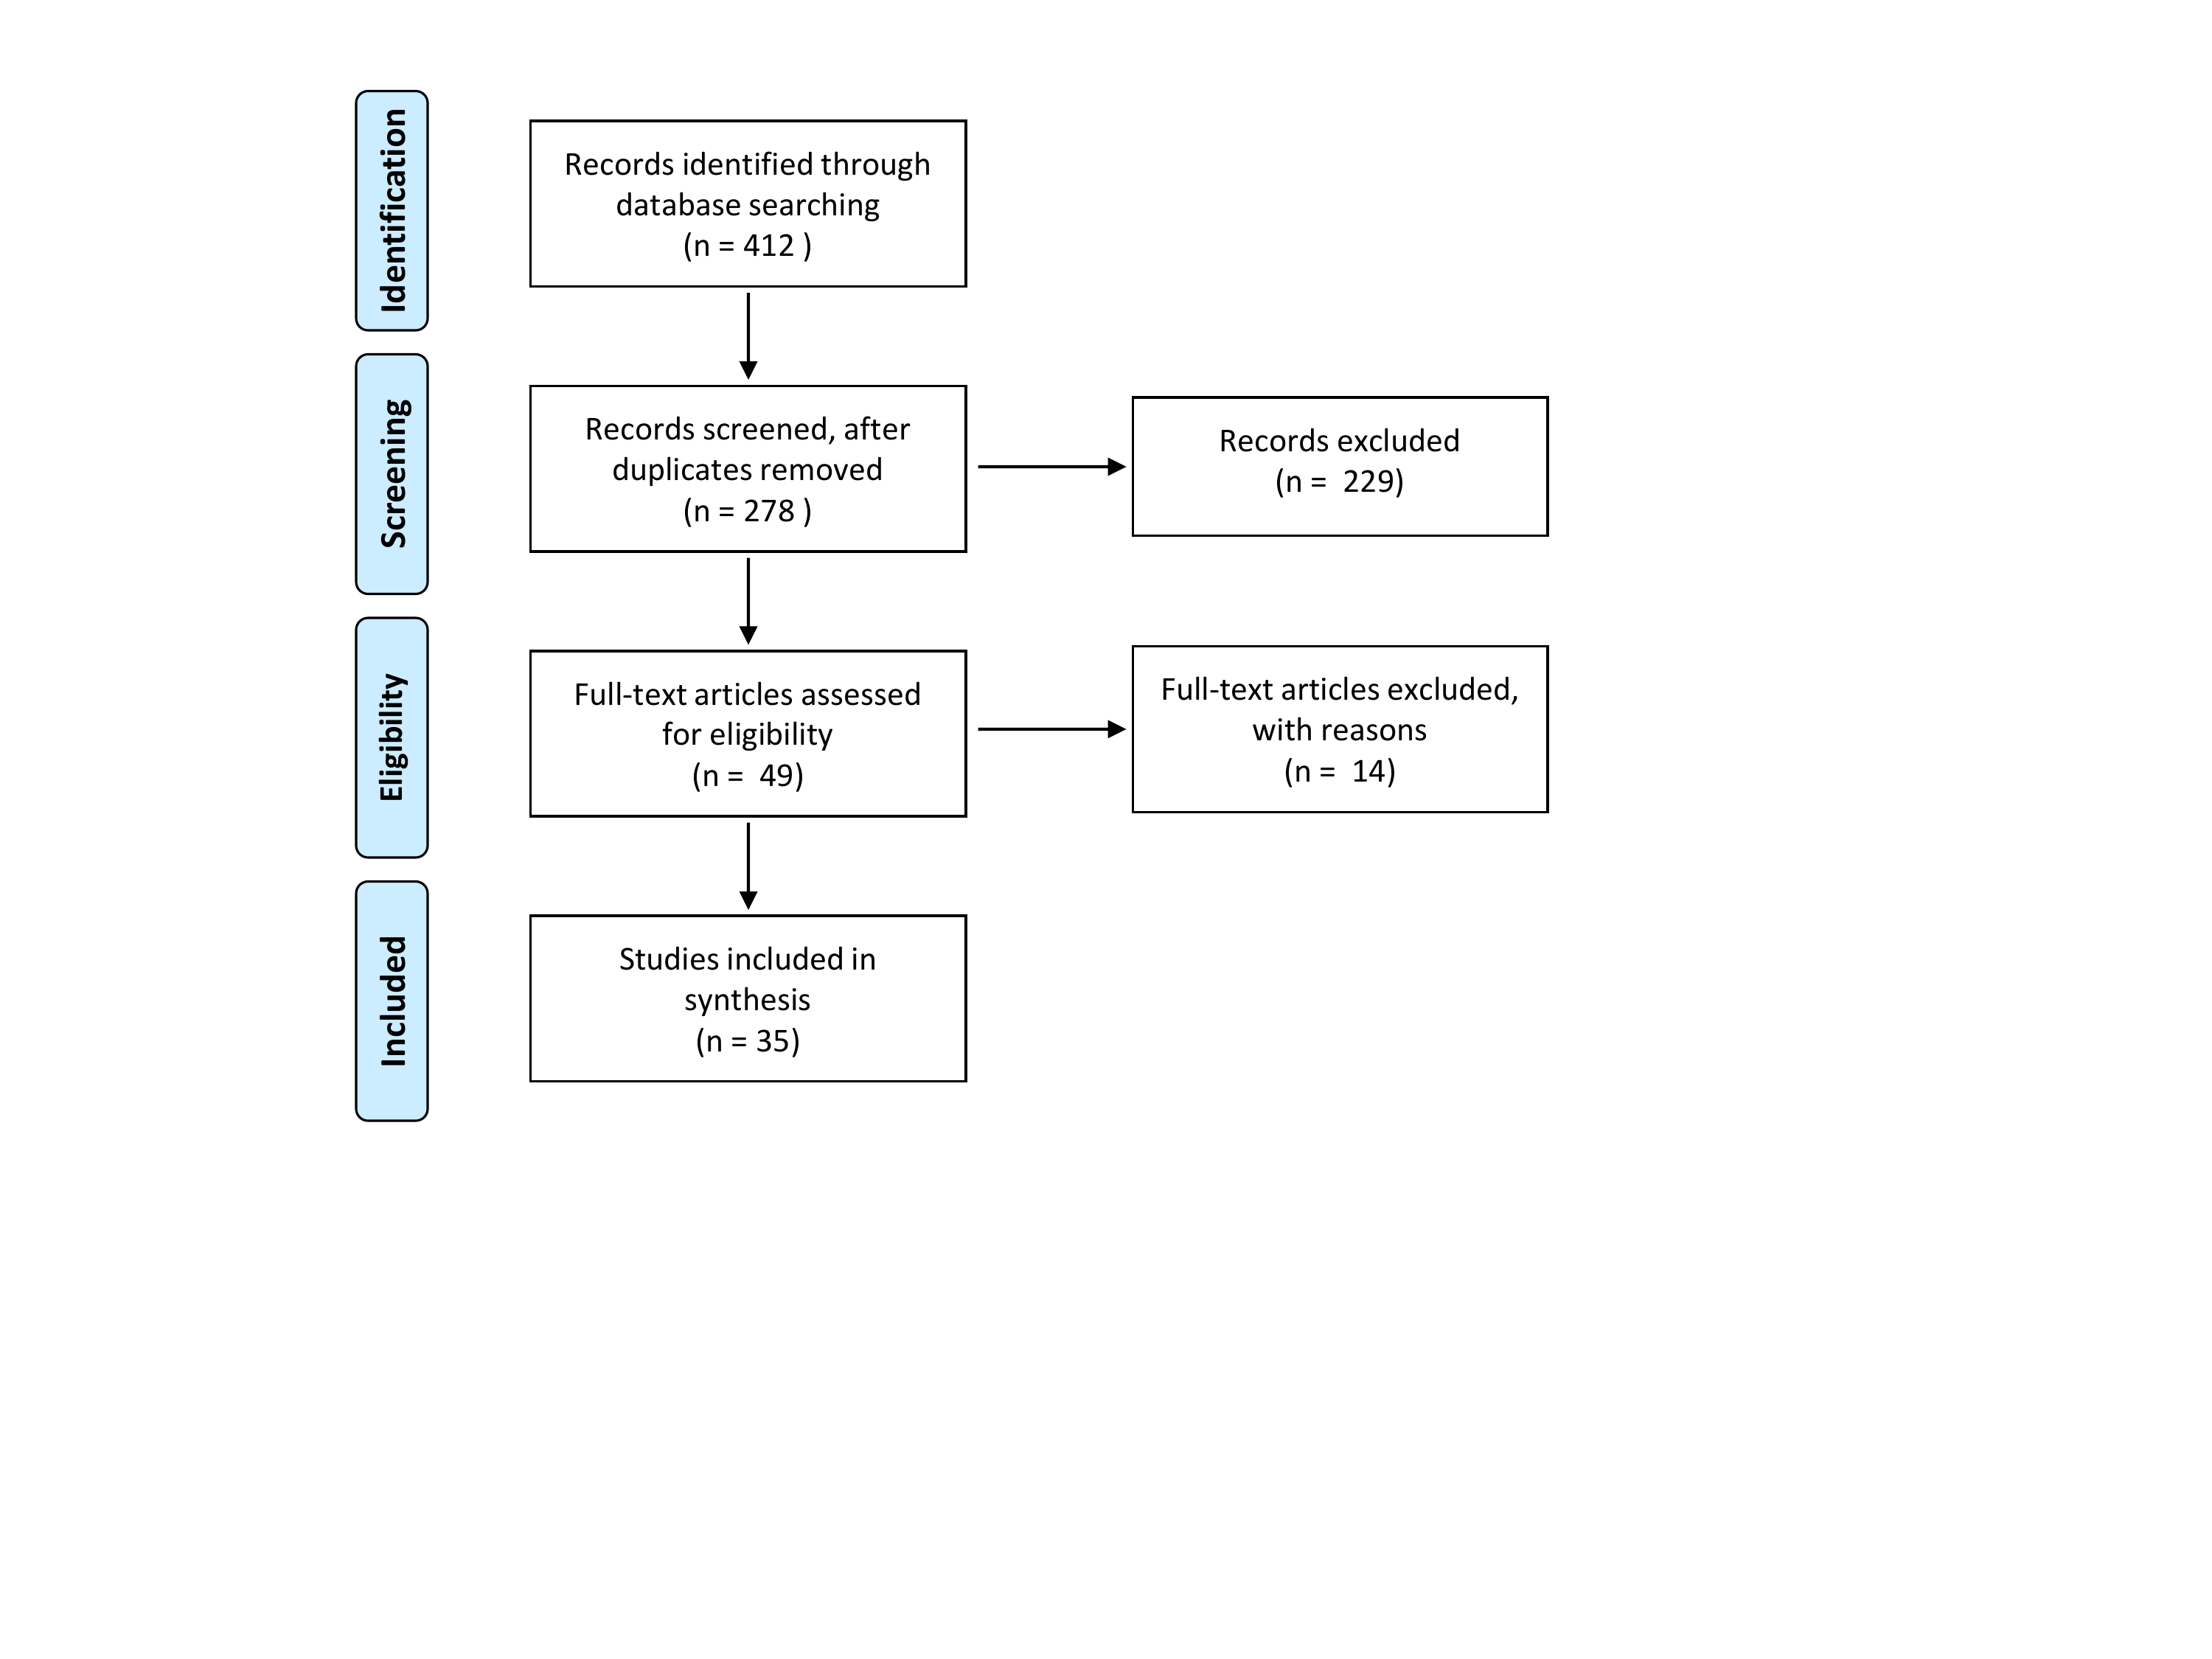 Identification
Records identified through
database searching
(n = 412 )
Screening
Records screened, after
duplicates removed
(n = 278 )
Records excluded
(n =  229)
Eligibility
Full-text articles assessed
for eligibility
(n =  49)
Full-text articles excluded,
with reasons
(n =  14)
Included
Studies included in
synthesis
(n = 35)